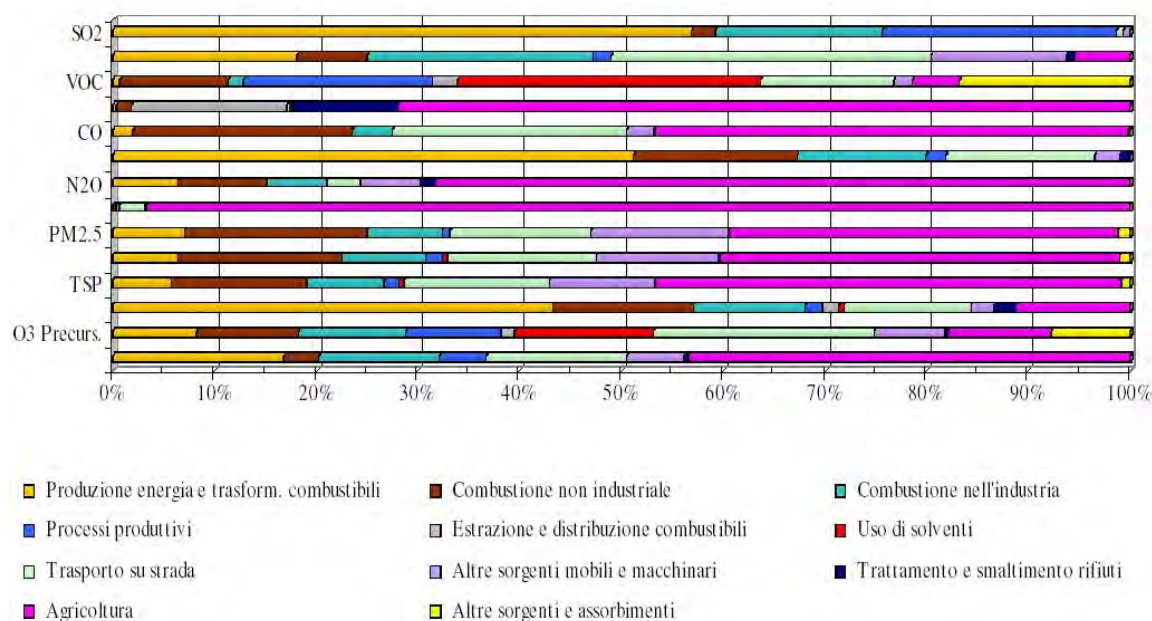 SO2
VOC
CO
N2O
PM2.5
TSP
O3 Precurs.
0% 10% 20% 30% 40% 50% 60% 70% 80% 90% 100%
Produzione energia e trasform. combustibili Combustione non industriale Combustione nell'industria
Processi produttivi Estrazione e distribuzione combustibili Uso di solventi
Trasporto su strada Altre sorgenti mobili e macchinari Trattamento e smaltimento rifiuti
Agricoltura Altre sorgenti e assorbimenti